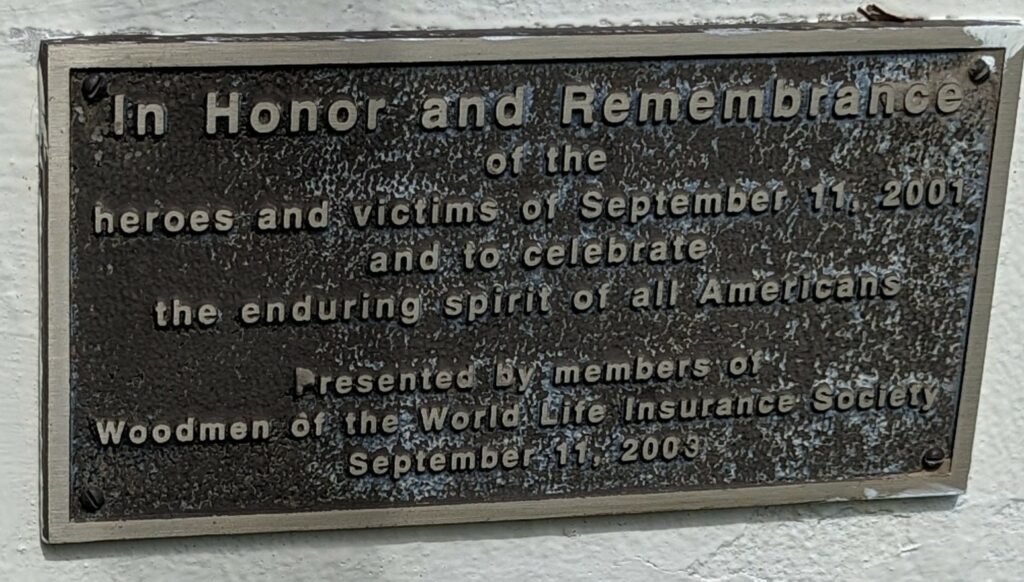 In Honor and Remembrance
of the
heroes and victims of September 11, 2001
and to celebrate
the enduring spirit of all Americans
Presented by members of
Woodmen of the World Life Insurance Society
September 11, 2003